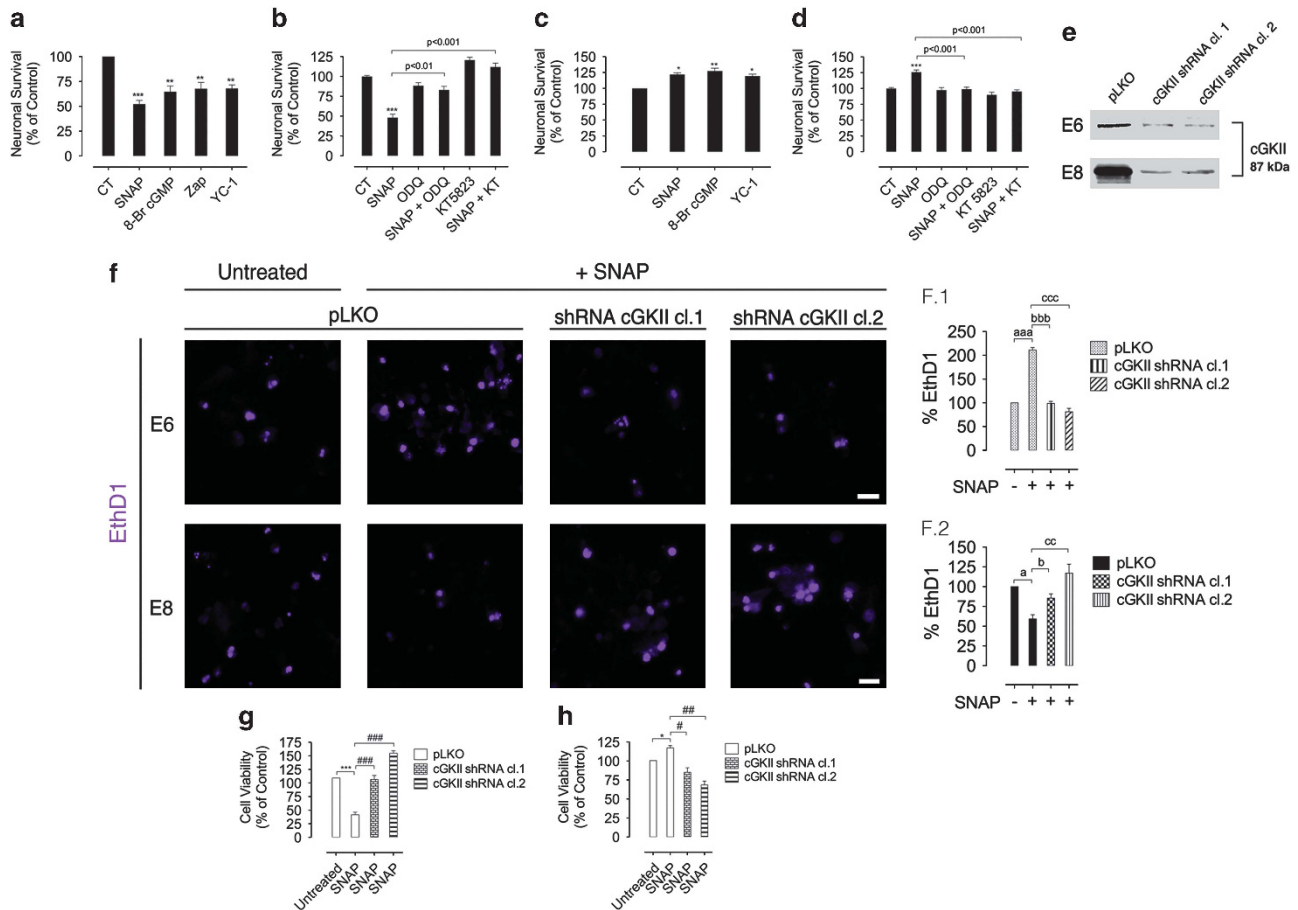 a
Neuronal Survival
(% of Control)
100
75
50
25
0
***
**
**
**
CT
SNAP
8-Br cGMP
Zap
YC-1
b
Neuronal Survival
(% of Control)
125
100
75
50
25
0
p<0.001
p<0.01
***
CT
SNAP
ODQ
SNAP + ODQ
KT5823
SNAP + KT
c
Neuronal Survival
(% of Control)
150
125
100
75
50
25
0
*
**
*
CT
SNAP
8-Br cGMP
YC-1
d
Neuronal Survival
(% of Control)
150
125
100
75
50
25
0
p<0.001
p<0.001
***
CT
SNAP
ODQ
SNAP + ODQ
KT 5823
SNAP + KT
e
pLKO
cGKII shRNA cl. 1
cGKII shRNA cl. 2
E6
E8
cGKII
87 kDa
f
Untreated
+ SNAP
pLKO
shRNA cGKII cl.1
shRNA cGKII cl.2
EthD1
E6
E8
F.1
% EthD1
250
200
150
100
50
0
aaa
bbb
ccc
pLKO
cGKII shRNA cl.1
cGKII shRNA cl.2
SNAP - + + +
F.2
% EthD1
150
125
100
75
50
25
0
a
b
cc
pLKO
cGKII shRNA cl.1
cGKII shRNA cl.2
SNAP - + + +
g
Cell Viability
(% of Control)
175
125
100
75
50
25
0
***
###
###
pLKO
cGKII shRNA cl.1
cGKII shRNA cl.2
Untreated
SNAP
SNAP
SNAP
h
Cell Viability
(% of Control)
125
100
75
50
25
0
*
#
##
pLKO
cGKII shRNA cl.1
cGKII shRNA cl.2
Untreated
SNAP
SNAP
SNAP